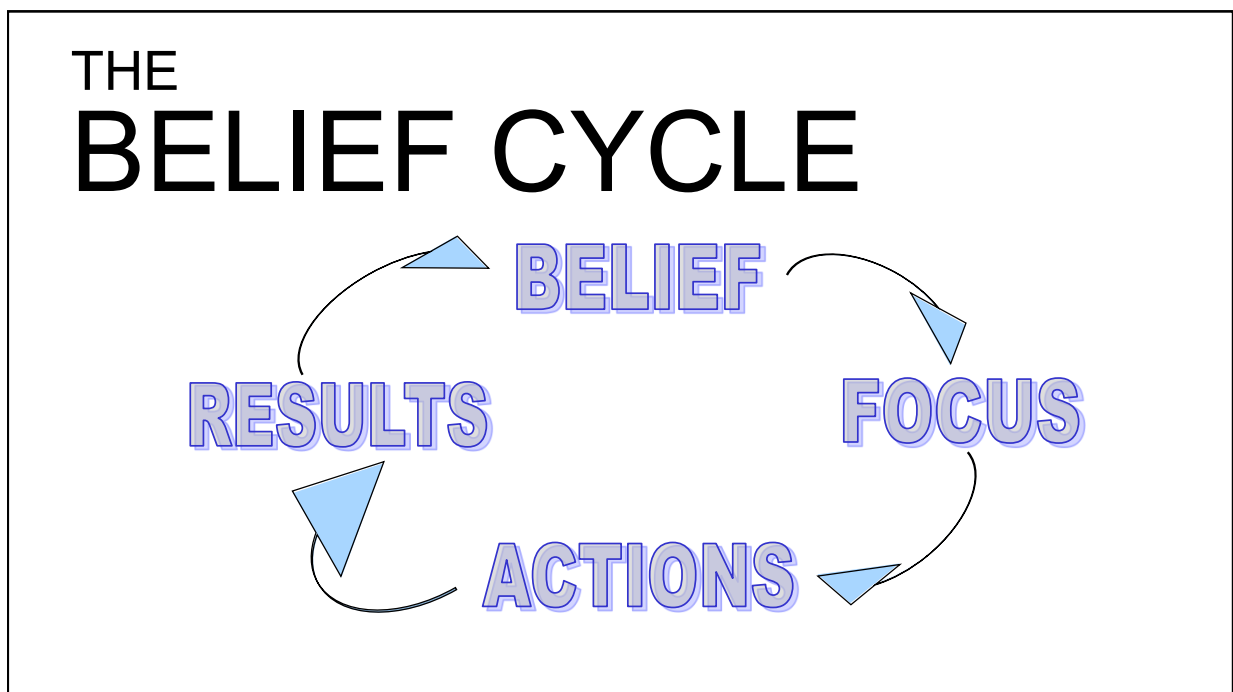 THE
BELIEF CYCLE
BELIEF
RESULTS
FOCUS
ACTIONS